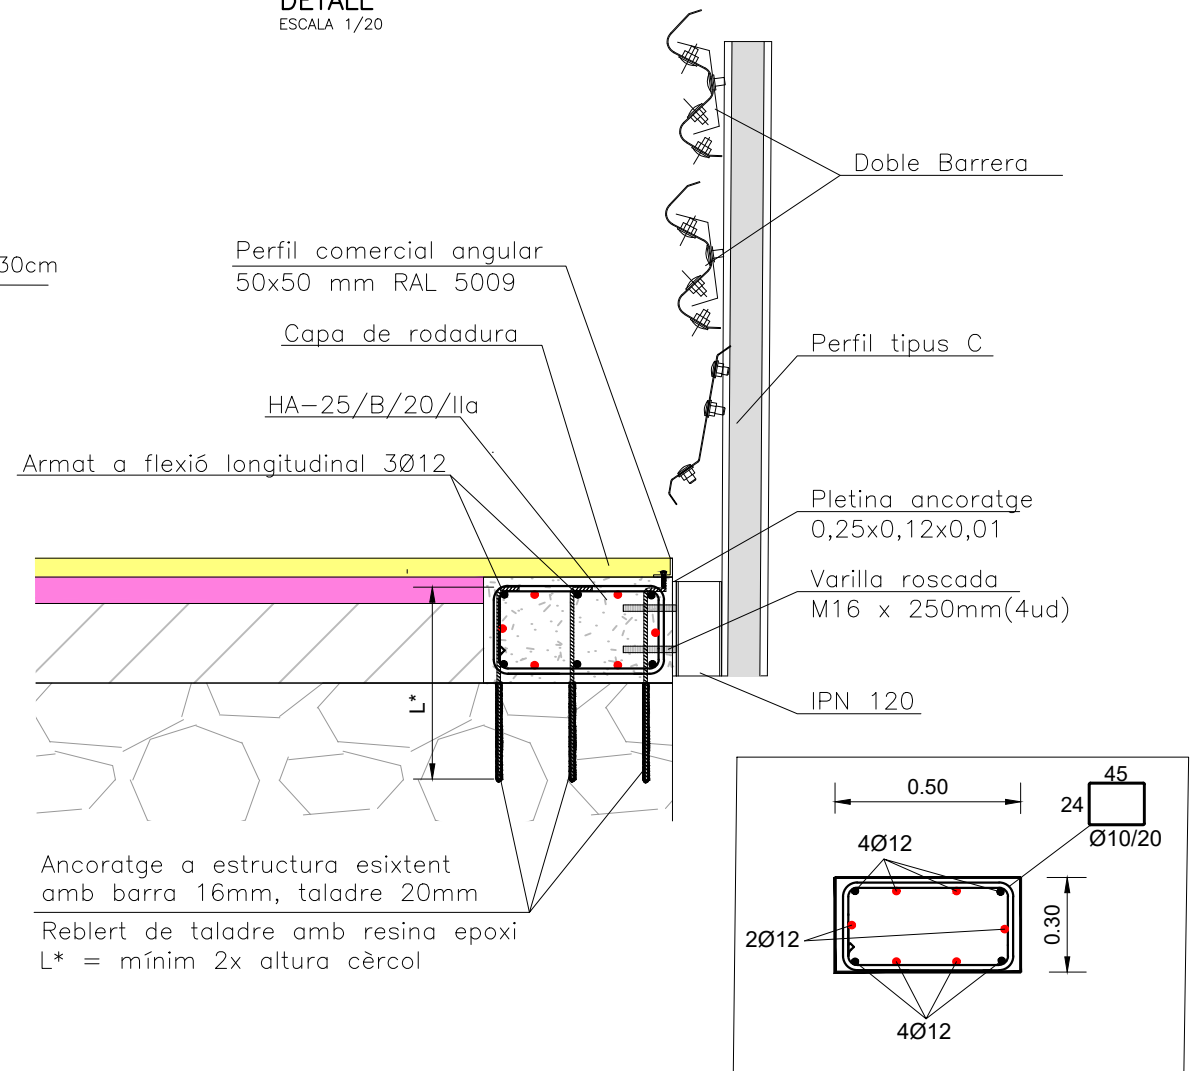 DETALL
ESCALA 1/20
Doble Barrera
30cm
Perfil comercial angular
50x50 mm RAL 5009
Capa de rodadura
Perfil tipus C
HA-25/B/20/IIa
Armat a flexió longitudinal 3Ø12
Pletina ancoratge
0,25x0,12x0,01
Varilla roscada
M16 x 250mm(4ud)
L*
IPN 120
45
0.50
24
Ø10/20
4Ø12
Ancoratge a estructura esixtent
amb barra 16mm, taladre 20mm
Reblert de taladre amb resina epoxi
L* = mínim 2x altura cèrcol
0.30
2Ø12
4Ø12